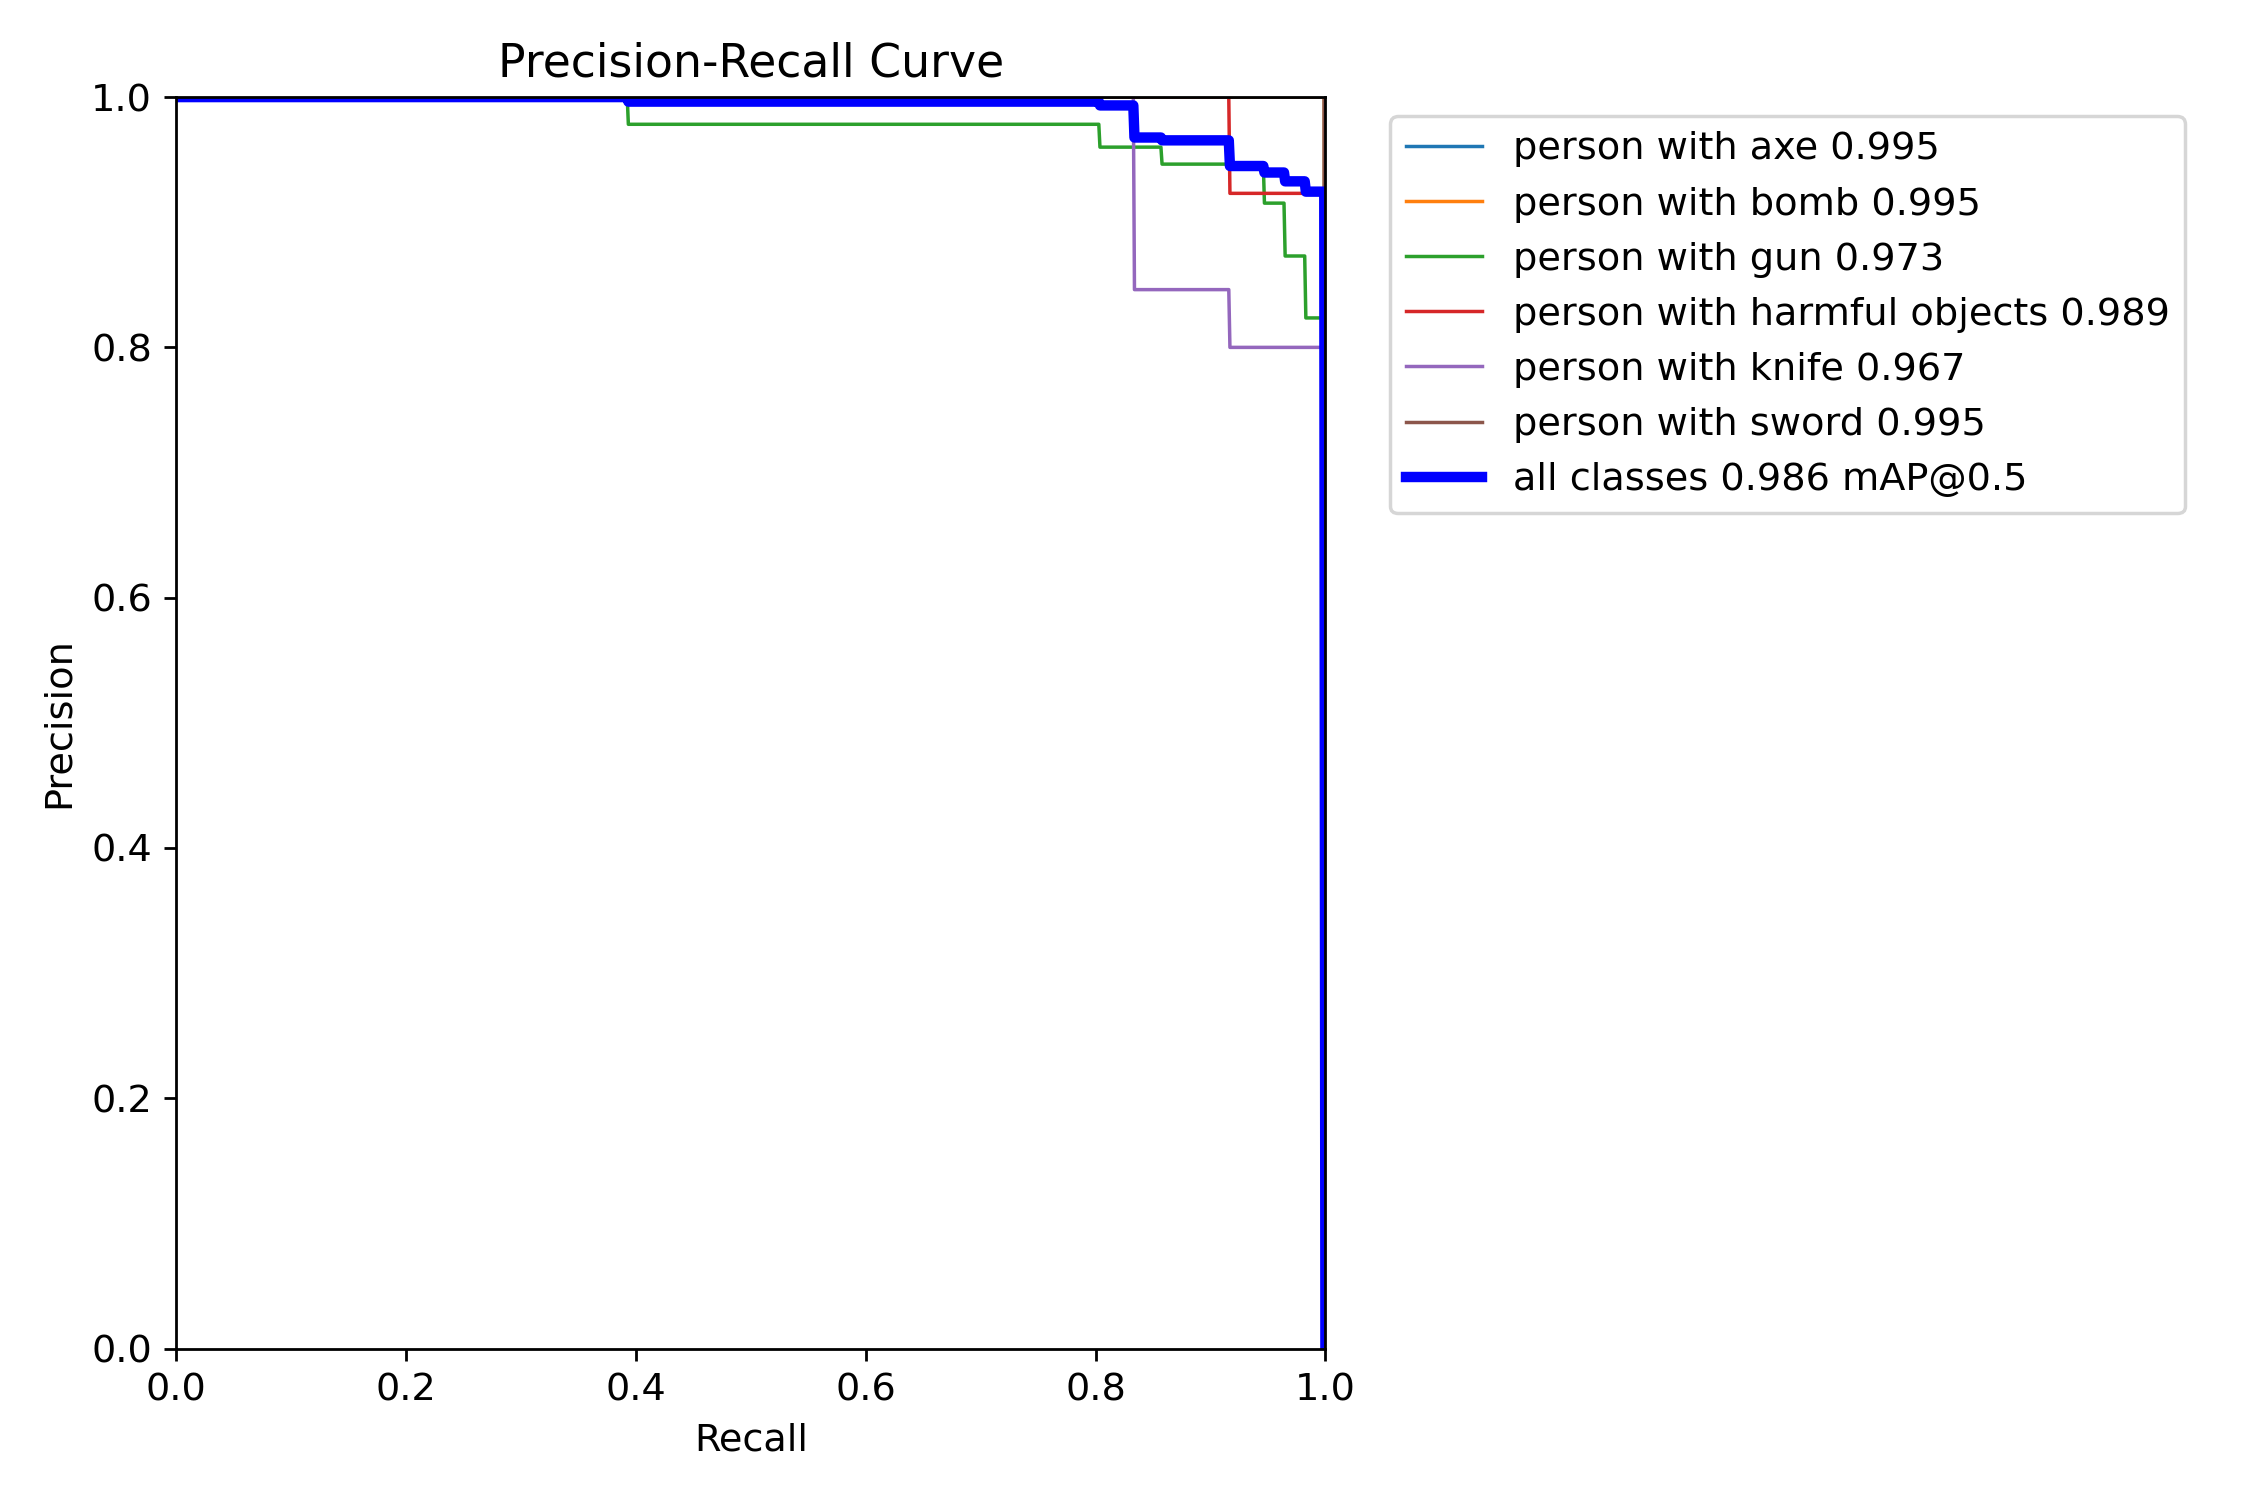 Precision-Recall Curve
1.0
0.8
0.6
0.4
0.2
0.0
Precision
0.0 0.2 0.4 0.6 0.8 1.0
Recall
person with axe 0.995
person with bomb 0.995
person with gun 0.973
person with harmful objects 0.989
person with knife 0.967
person with sword 0.995
all classes 0.986 mAP@0.5